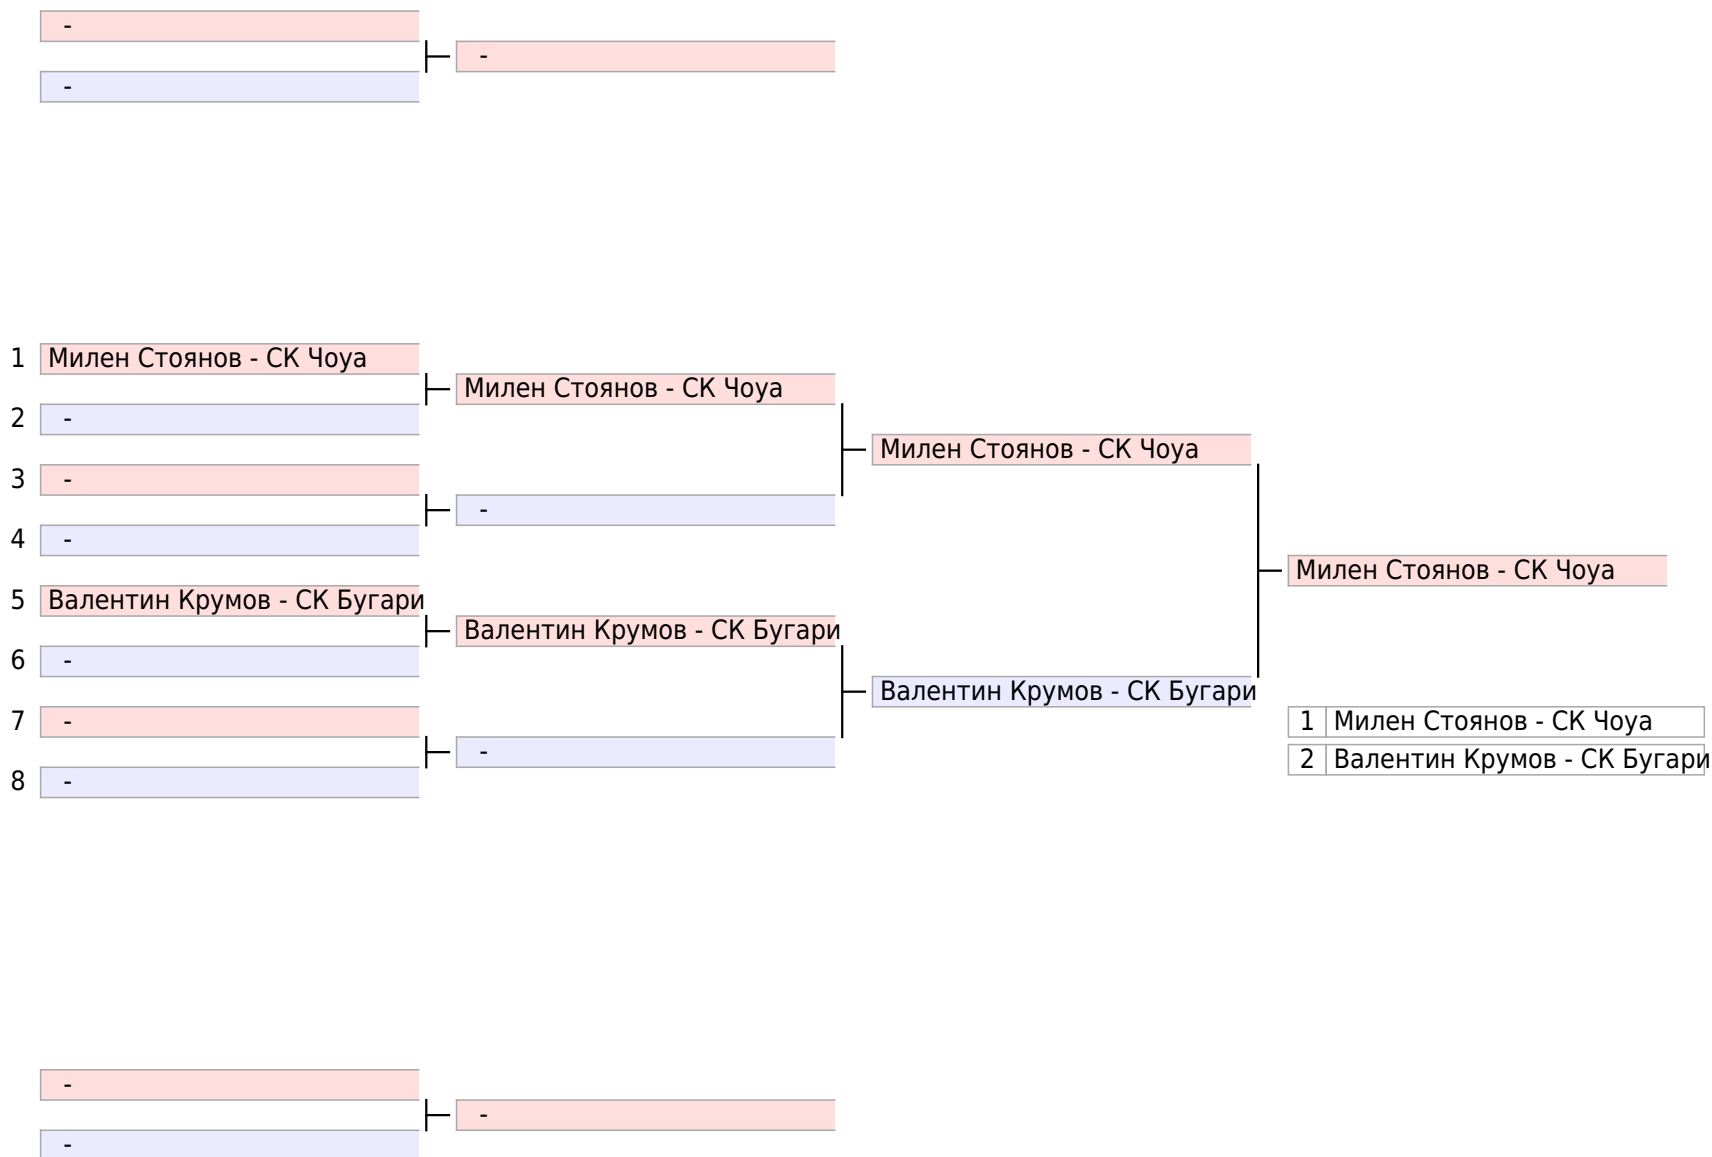 -
-
-
1 Милен Стоянов - СК Чоуа
Милен Стоянов - СК Чоуа
2 -
Милен Стоянов - СК Чоуа
3 -
-
4 -
Милен Стоянов - СК Чоуа
5 Валентин Крумов - СК Бугари
Валентин Крумов - СК Бугари
6 -
Валентин Крумов - СК Бугари
7 -
1 Милен Стоянов - СК Чоуа
-
2 Валентин Крумов - СК Бугари
8 -
-
-
-